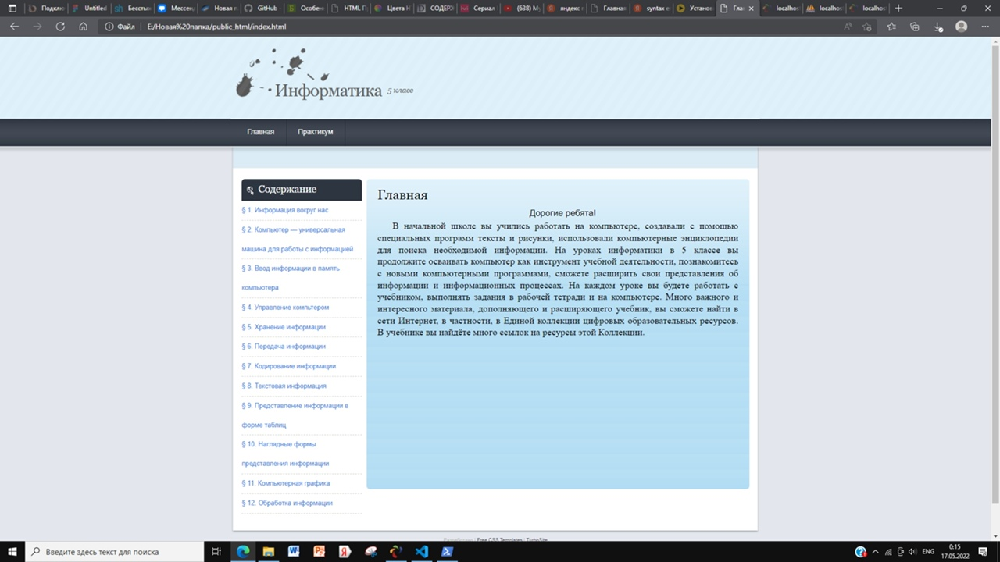 Подклю
Untitled
Бесспо
Мессен
Новая п
GitHub
Особен
HTML П
Цвета H
СОДЕРЖ
Сериал
(638) Му
яндекс п
Главная
syntax e
Устано
Гла
localhos
localhos
localhos
Файл
E:/Новая%20папка/public_html/index.html
Информатика 5 класс
Главная
Практикум
Содержание
§ 1. Информация вокруг нас
§ 2. Компьютер — универсальная
машина для работы с информацией
§ 3. Ввод информации в память
компьютера
§ 4. Управление компьтером
§ 5. Хранение информации
§ 6. Передача информации
§ 7. Кодирование информации
§ 8. Текстовая информация
§ 9. Представление информации в
форме таблиц
§ 10. Наглядные формы
представления информации
§ 11. Компьютерная графика
§ 12. Обработка информации
Главная
Дорогие ребята!
В начальной школе вы учились работать на компьютере, создавали с помощью
специальных программ тексты и рисунки, использовали компьютерные энциклопедии
для поиска необходимой информации. На уроках информатики в 5 классе вы
продолжите осваивать компьютер как инструмент учебной деятельности, познакомитесь
с новыми компьютерными программами, сможете расширить свои представления об
информации и информационных процессах. На каждом уроке вы будете работать с
учебником, выполнять задания в рабочей тетради и на компьютере. Много важного и
интересного материала, дополняющего и расширяющего учебник, вы сможете найти в
сети Интернет, в частности, в Единой коллекции цифровых образовательных ресурсов.
В учебнике вы найдёте много ссылок на ресурсы этой Коллекции.
Free CSS Templates | TurboSite
Введите здесь текст для поиска
ENG
0:15
17.05.2022